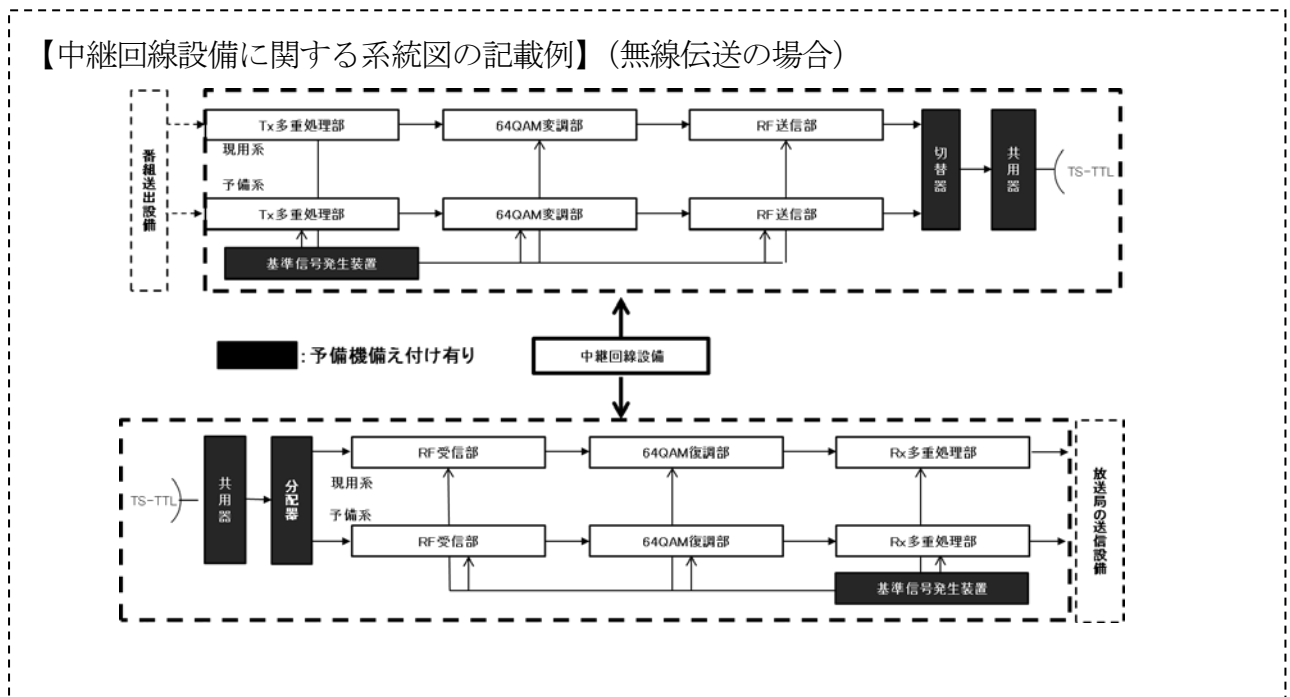 【中継回線設備に関する系統図の記載例】（無線伝送の場合）
番組送出設備
Tx多重処理部
64QAM変調部
RF送信部
現用系
予備系
Tx多重処理部
64QAM変調部
RF送信部
基準信号発生装置
切替器
共用器
TS-TTL
:予備機備え付け有り
中継回線設備
TS-TTL
共用器
分配器
RF受信部
64QAM復調部
Rx多重処理部
現用系
予備系
RF受信部
64QAM復調部
Rx多重処理部
基準信号発生装置
放送局の送信設備